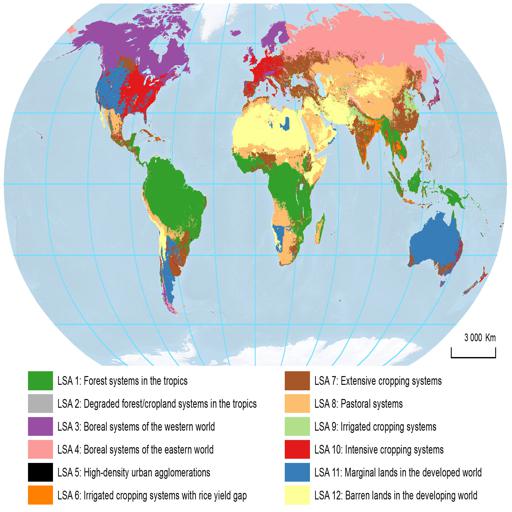 3 000 Km
LSA 1: Forest systems in the tropics
LSA 2: Degraded forest/cropland systems in the tropics
LSA 3: Boreal systems of the western world
LSA 4: Boreal systems of the eastern world
LSA 5: High-density urban agglomerations
LSA 6: Irrigated cropping systems with rice yield gap
LSA 7: Extensive cropping systems
LSA 8: Pastoral systems
LSA 9: Irrigated cropping systems
LSA 10: Intensive cropping systems
LSA 11: Marginal lands in the developed world
LSA 12: Barren lands in the developing world